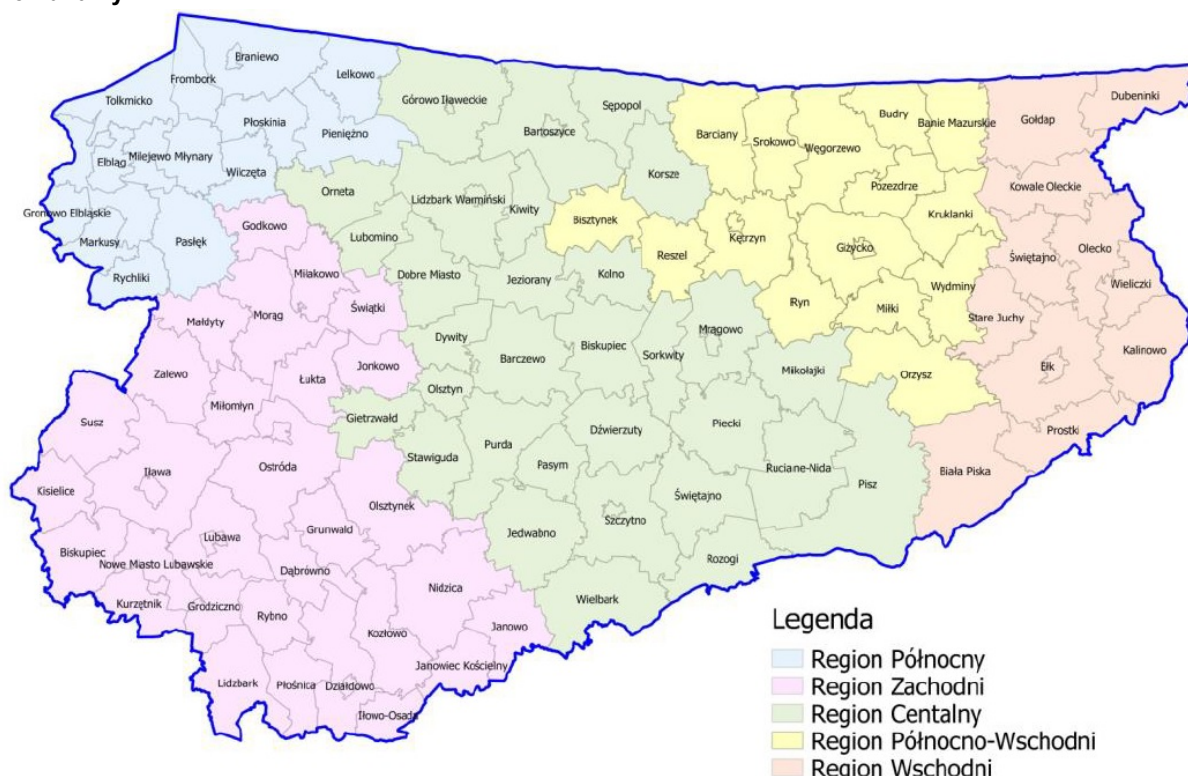 Braniewo
Lelkowo
Frombork
Tolkmicko
Płoskinia
Pieniężno
Elbląg
Milejewo
Młynary
Wilczęta
Gronowo Elbląskie
Markusy
Pasłęk
Rychliki
Górowo Iławeckie
Bartoszyce
Sępopol
Korsze
Orneta
Lidzbark Warmiński
Kiwity
Lubomino
Dobre Miasto
Jeziorany
Kolno
Barciany
Srokowo
Węgorzewo
Budry
Banie Mazurskie
Pozezdrze
Kruklanki
Bisztynek
Reszel
Kętrzyn
Giżycko
Wydminy
Ryn
Miłki
Orzysz
Gołdap
Dubeninki
Kowale Oleckie
Olecko
Świętajno
Wieliczki
Stare Juchy
Kalinowo
Ełk
Prostki
Biała Piska
Godkowo
Miłakowo
Świątki
Małdyty
Morąg
Zalewo
Łukta
Jonkowo
Miłomłyn
Susz
Iława
Ostróda
Kisielice
Olsztynek
Grunwald
Lubawa
Biskupiec
Nowe Miasto Lubawskie
Dąbrówno
Kurzętnik
Grodziczno
Rybno
Nidzica
Kozłowo
Janowo
Janowiec Kościelny
Lidzbark
Płośnica
Działdowo
Iłowo-Osada
Dywity
Barczewo
Biskupiec
Sorkwity
Mrągowo
Mikołajki
Olsztyn
Gietrzwałd
Stawiguda
Purda
Dźwierzuty
Piecki
Pasym
Ruciane-Nida
Pisz
Świętajno
Szczytno
Jedwabno
Rozogi
Wielbark
Legenda
Region Północny
Region Zachodni
Region Centalny
Region Północno-Wschodni
Region Wschodni